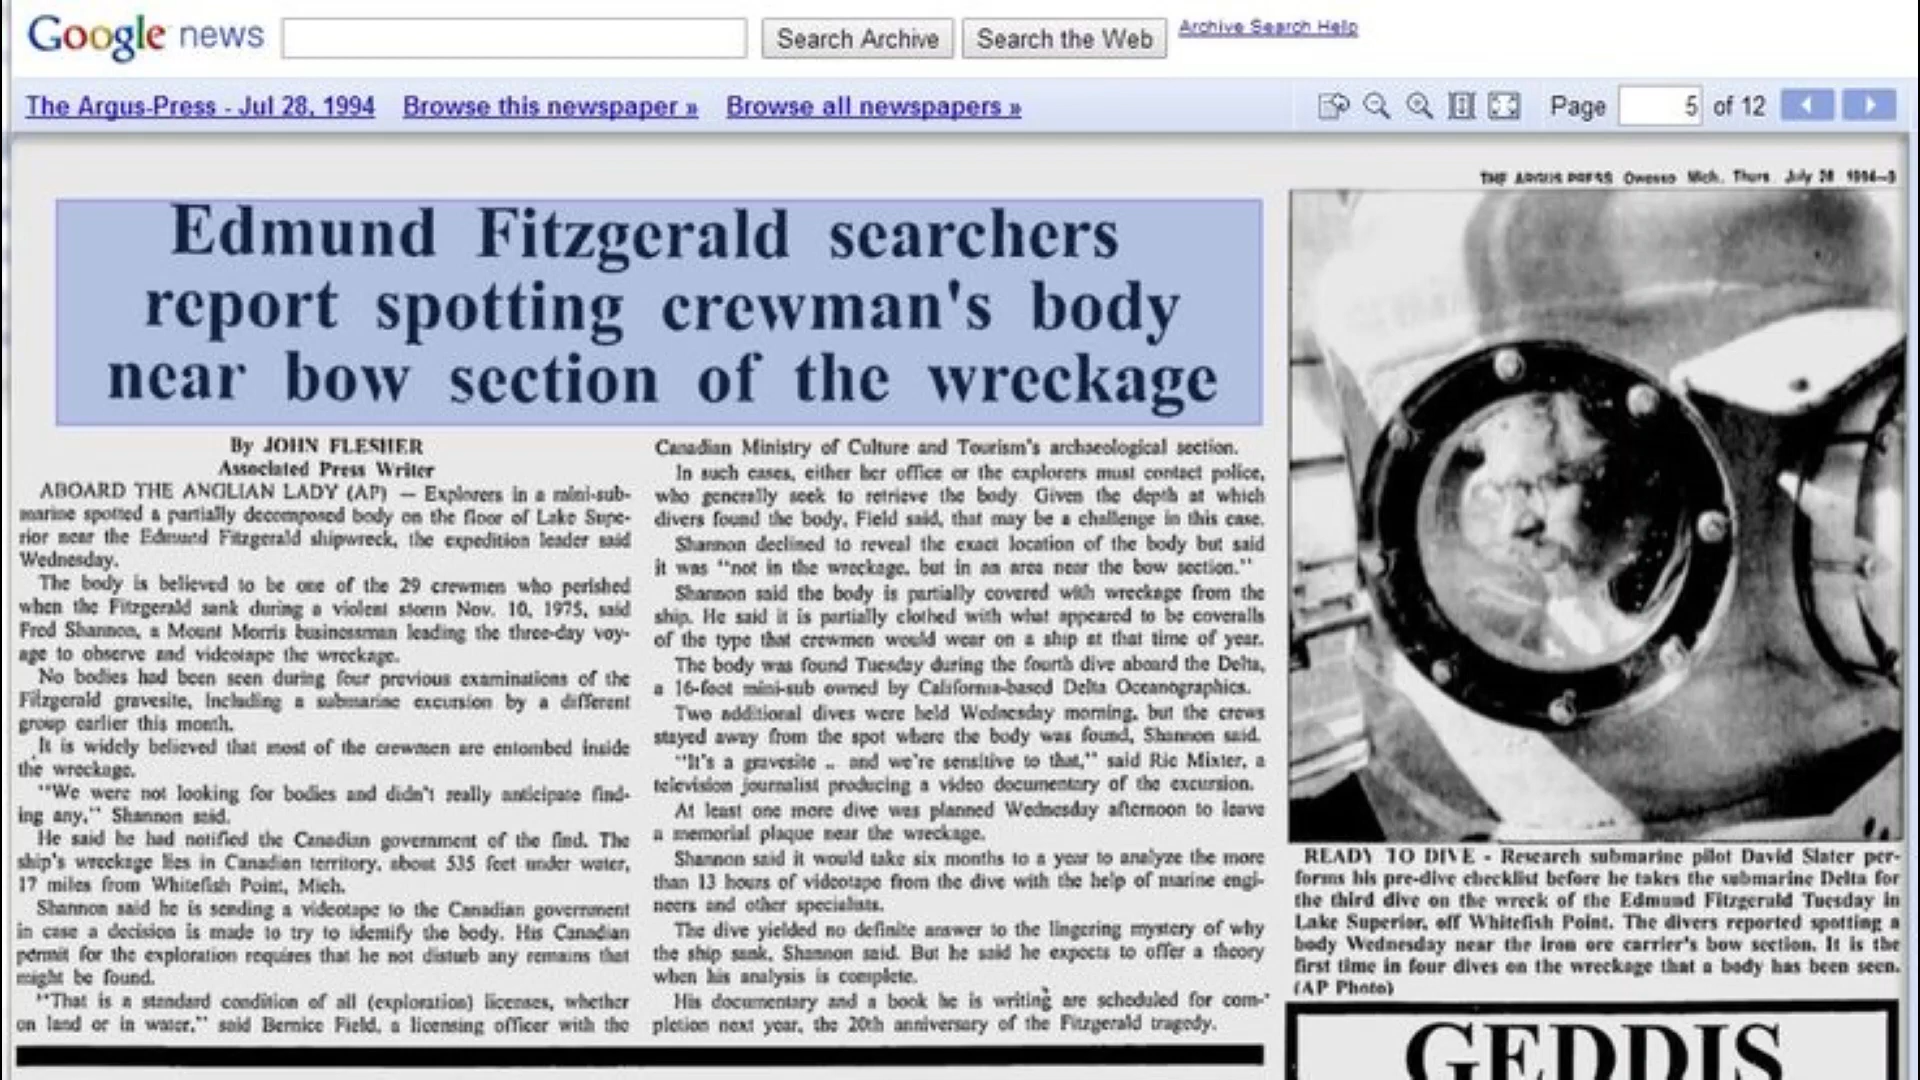 Google news
Search Archive
Search the Web
Archive Search Help
The Argus-Press - Jul 28, 1994
Browse this newspaper »
Browse all newspapers »
Page 5 of 12
THE ARGUS PRESS Owosso Mich. Thurs. July 28 1994—5
Edmund Fitzgerald searchers
report spotting crewman's body
near bow section of the wreckage
By JOHN FLESHER
Associated Press Writer
ABOARD THE ANGLIAN LADY (AP) — Explorers in a mini-sub-
marine spotted a partially decomposed body on the floor of Lake Supe-
rior near the Edmund Fitzgerald shipwreck, the expedition leader said
Wednesday.
The body is believed to be one of the 29 crewmen who perished
when the Fitzgerald sank during a violent storm Nov. 10, 1975, said
Fred Shannon, a Mount Morris businessman leading the three-day voy-
age to observe and videotape the wreckage.
No bodies had been seen during four previous examinations of the
Fitzgerald gravesite, including a submarine excursion by a different
group earlier this month.
It is widely believed that most of the crewmen are entombed inside
the wreckage.
"We were not looking for bodies and didn't really anticipate find-
ing any," Shannon said.
He said he had notified the Canadian government of the find. The
ship's wreckage lies in Canadian territory, about 535 feet under water,
17 miles from Whitefish Point, Mich.
Shannon said he is sending a videotape to the Canadian government
in case a decision is made to try to identify the body. His Canadian
permit for the exploration requires that he not disturb any remains that
might be found.
"That is a standard condition of all (exploration) licenses, whether
on land or in water," said Bernice Field, a licensing officer with the
Canadian Ministry of Culture and Tourism's archaeological section.
In such cases, either her office or the explorers must contact police,
who generally seek to retrieve the body. Given the depth at which
divers found the body, Field said, that may be a challenge in this case.
Shannon declined to reveal the exact location of the body but said
it was "not in the wreckage, but in an area near the bow section."
Shannon said the body is partially covered with wreckage from the
ship. He said it is partially clothed with what appeared to be coveralls
of the type that crewmen would wear on a ship at that time of year.
The body was found Tuesday during the fourth dive aboard the Delta,
a 16-foot mini-sub owned by California-based Delta Oceanographics.
Two additional dives were held Wednesday morning, but the crews
stayed away from the spot where the body was found, Shannon said.
"It's a gravesite .. and we're sensitive to that," said Ric Mixter, a
television journalist producing a video documentary of the excursion.
At least one more dive was planned Wednesday afternoon to leave
a memorial plaque near the wreckage.
Shannon said it would take six months to a year to analyze the more
than 13 hours of videotape from the dive with the help of marine engi-
neers and other specialists.
The dive yielded no definite answer to the lingering mystery of why
the ship sank, Shannon said. But he said he expects to offer a theory
when his analysis is complete.
His documentary and a book he is writing are scheduled for com-
pletion next year, the 20th anniversary of the Fitzgerald tragedy.
READY TO DIVE - Research submarine pilot David Slater per-
forms his pre-dive checklist before he takes the submarine Delta for
the third dive on the wreck of the Edmund Fitzgerald Tuesday in
Lake Superior, off Whitefish Point. The divers reported spotting a
body Wednesday near the iron ore carrier's bow section. It is the
first time in four dives on the wreckage that a body has been seen.
(AP Photo)
GEDDIS